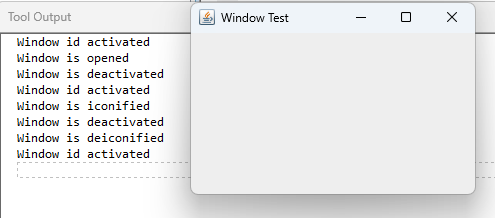 Tool Output
Window Test
Window id activated
Window is opened
Window is deactivated
Window id activated
Window is iconified
Window is deactivated
Window is deiconified
Window id activated